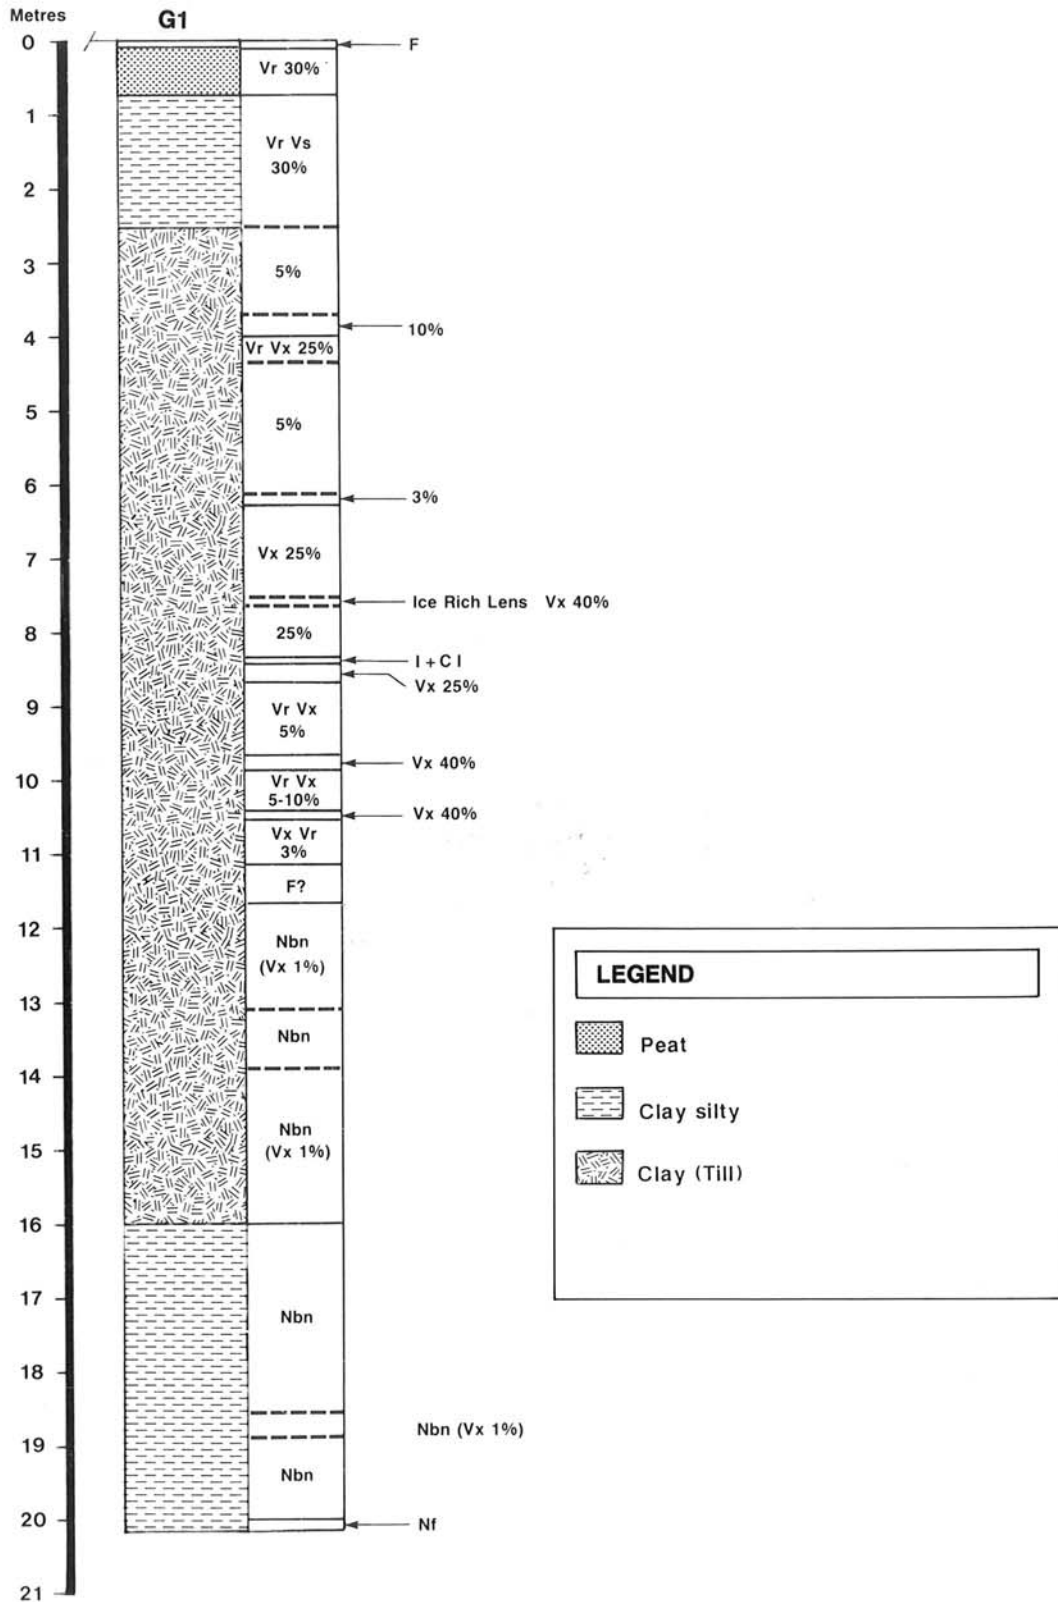 Metres
G1
0
F
Vr 30%
1
Vr Vs
30%
2
3
5%
10%
4
Vr Vx 25%
5
5%
6
3%
7
Vx 25%
Ice Rich Lens Vx 40%
8
25%
I + C I
Vx 25%
9
Vr Vx
5%
Vx 40%
10
Vr Vx
5-10%
Vx 40%
Vx Vr
11
3%
F?
12
Nbn
(Vx 1%)
13
Nbn
14
Nbn
15
(Vx 1%)
16
17
Nbn
18
Nbn (Vx 1%)
19
Nbn
20
Nf
21
LEGEND
Peat
Clay silty
Clay (Till)